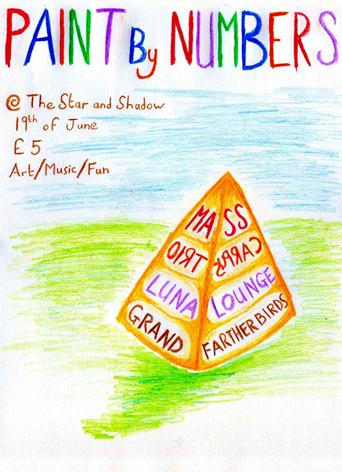 PAINT By NUMBERS
@ The Star and Shadow
19th of June
£5
Art/Music/Fun
MASS
TRIO
LUNA LOUNGE
GRAND FARTHER BIRDS